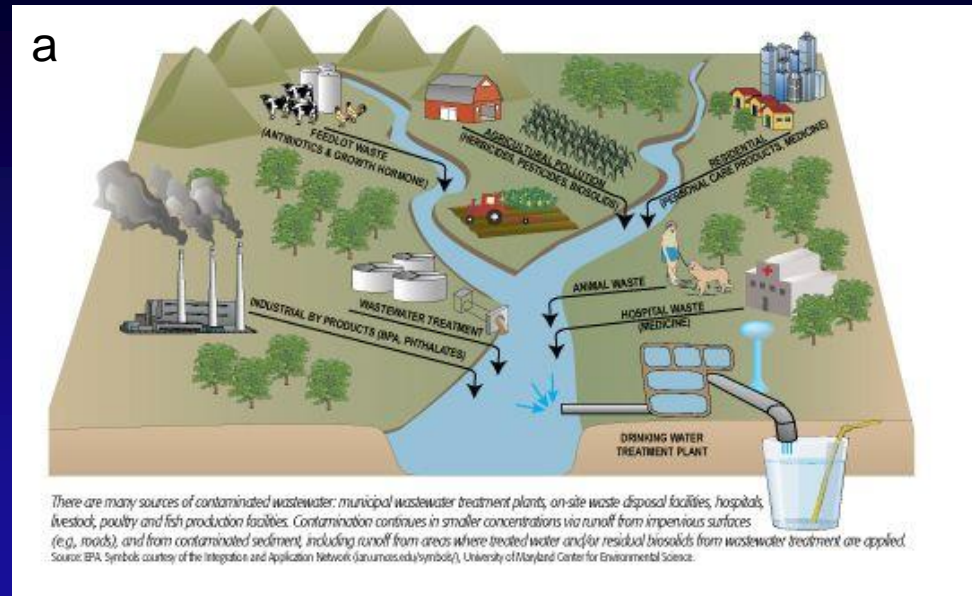 a
FEEDLOT WASTE
(ANTIBIOTICS & GROWTH HORMONE)
AGRICULTURAL POLLUTION
(HERBICIDES, PESTICIDES, BIOSOLIDS)
RESIDENTIAL
(PERSONAL CARE PRODUCTS, MEDICINE)
ANIMAL WASTE
HOSPITAL WASTE
(MEDICINE)
WASTEWATER TREATMENT
INDUSTRIAL BY PRODUCTS (BPA, PHTHALATES)
DRINKING WATER
TREATMENT PLANT
There are many sources of contaminated wastewater: municipal wastewater treatment plants, on-site waste disposal facilities, hospitals,
livestock, poultry and fish production facilities. Contamination continues in smaller concentrations via runoff from impervious surfaces
(e.g., roads), and from contaminated sediment, including runoff from areas where treated water and/or residual biosolids from wastewater treatment are applied.
Source: EPA. Symbols courtesy of the Integration and Application Network (ian.umces.edu/symbols/), University of Maryland Center for Environmental Science.